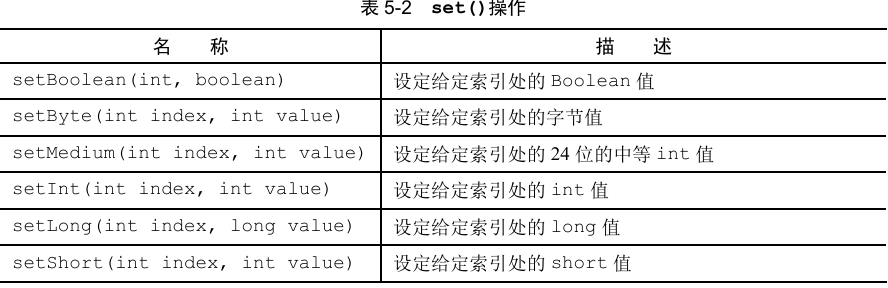 表 5-2 set()操作
名 称 描 述
setBoolean(int, boolean) 设定给定索引处的 Boolean 值
setByte(int index, int value) 设定给定索引处的字节值
setMedium(int index, int value) 设定给定索引处的 24 位的中等 int 值
setInt(int index, int value) 设定给定索引处的 int 值
setLong(int index, long value) 设定给定索引处的 long 值
setShort(int index, int value) 设定给定索引处的 short 值